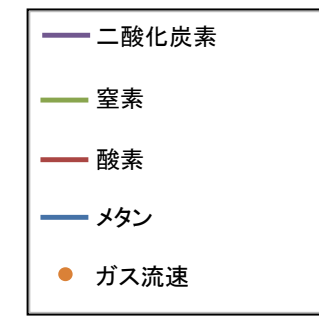 二酸化炭素
窒素
酸素
メタン
ガス流速